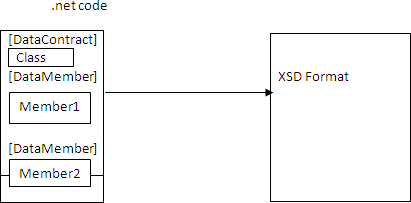 .net code
[DataContract]
Class
[DataMember]
Member1
[DataMember]
Member2
XSD Format